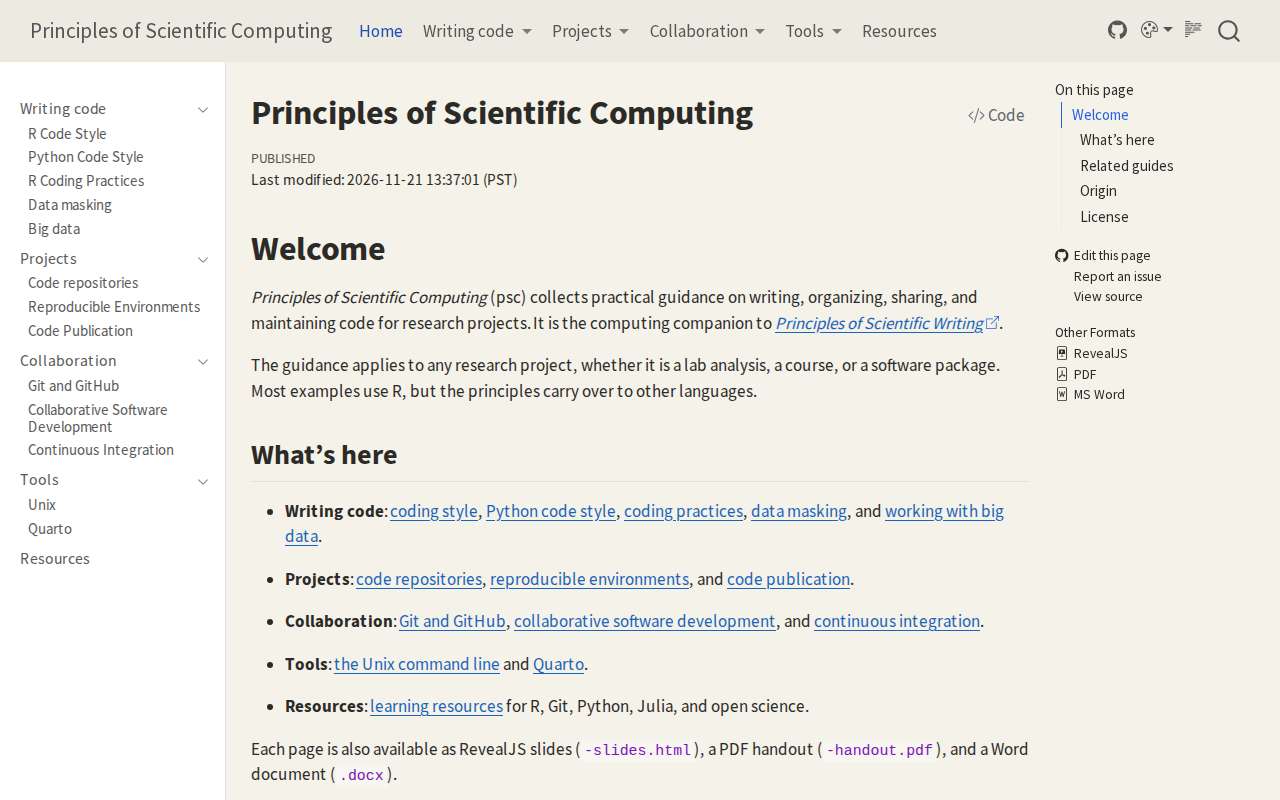 Principles of Scientific Computing
Home
Writing code
Projects
Collaboration
Tools
Resources
Writing code
R Code Style
Python Code Style
R Coding Practices
Data masking
Big data
Projects
Code repositories
Reproducible Environments
Code Publication
Collaboration
Git and GitHub
Collaborative Software
Development
Continuous Integration
Tools
Unix
Quarto
Resources
Principles of Scientific Computing
</> Code
PUBLISHED
Last modified: 2026-11-21 13:37:01 (PST)
Welcome
Principles of Scientific Computing (psc) collects practical guidance on writing, organizing, sharing, and
maintaining code for research projects. It is the computing companion to Principles of Scientific Writing.
The guidance applies to any research project, whether it is a lab analysis, a course, or a software package.
Most examples use R, but the principles carry over to other languages.
What’s here
• Writing code: coding style, Python code style, coding practices, data masking, and working with big
data.
• Projects: code repositories, reproducible environments, and code publication.
• Collaboration: Git and GitHub, collaborative software development, and continuous integration.
• Tools: the Unix command line and Quarto.
• Resources: learning resources for R, Git, Python, Julia, and open science.
Each page is also available as RevealJS slides (-slides.html), a PDF handout (-handout.pdf), and a Word
document (.docx).
On this page
Welcome
What’s here
Related guides
Origin
License
Edit this page
Report an issue
View source
Other Formats
RevealJS
PDF
MS Word